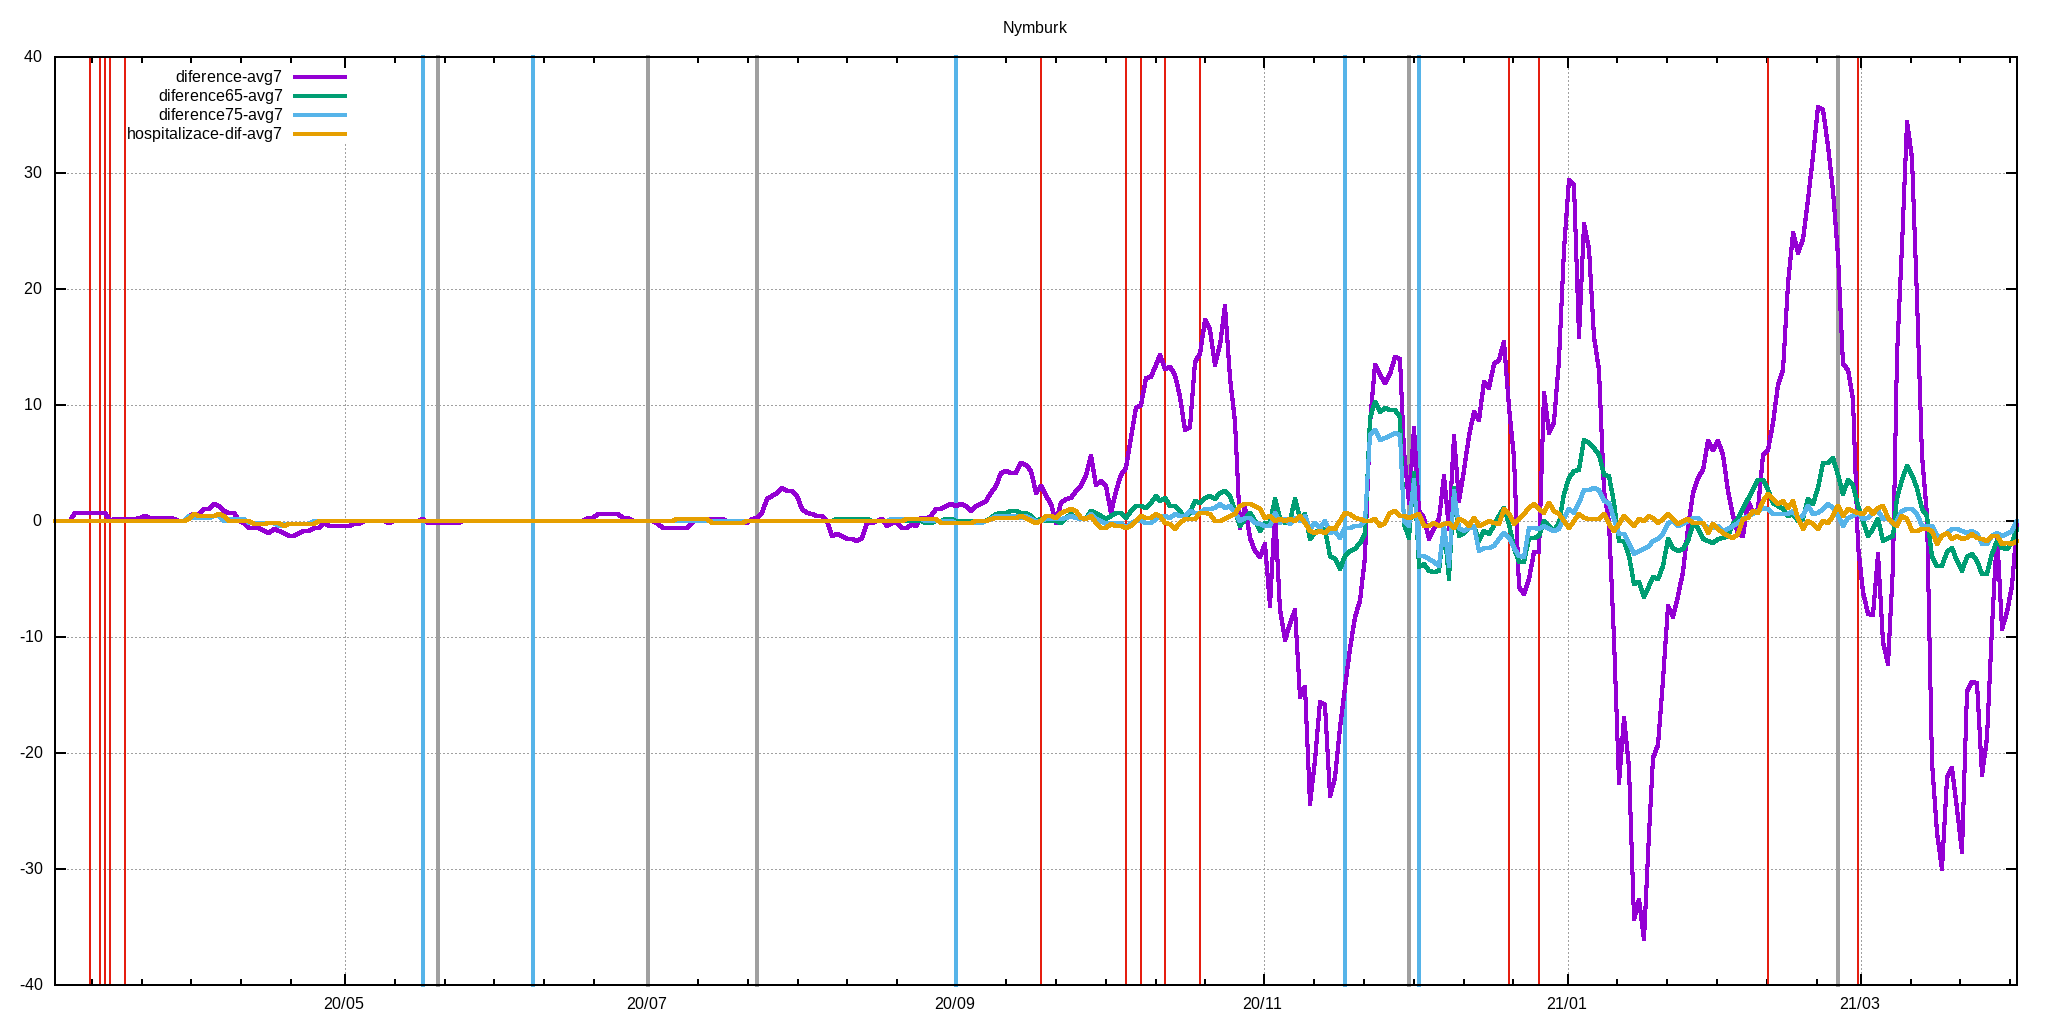 Nymburk
diference-avg7
diference65-avg7
diference75-avg7
hospitalizace-dif-avg7
40
30
20
10
0
-10
-20
-30
-40
20/05 20/07 20/09 20/11 21/01 21/03